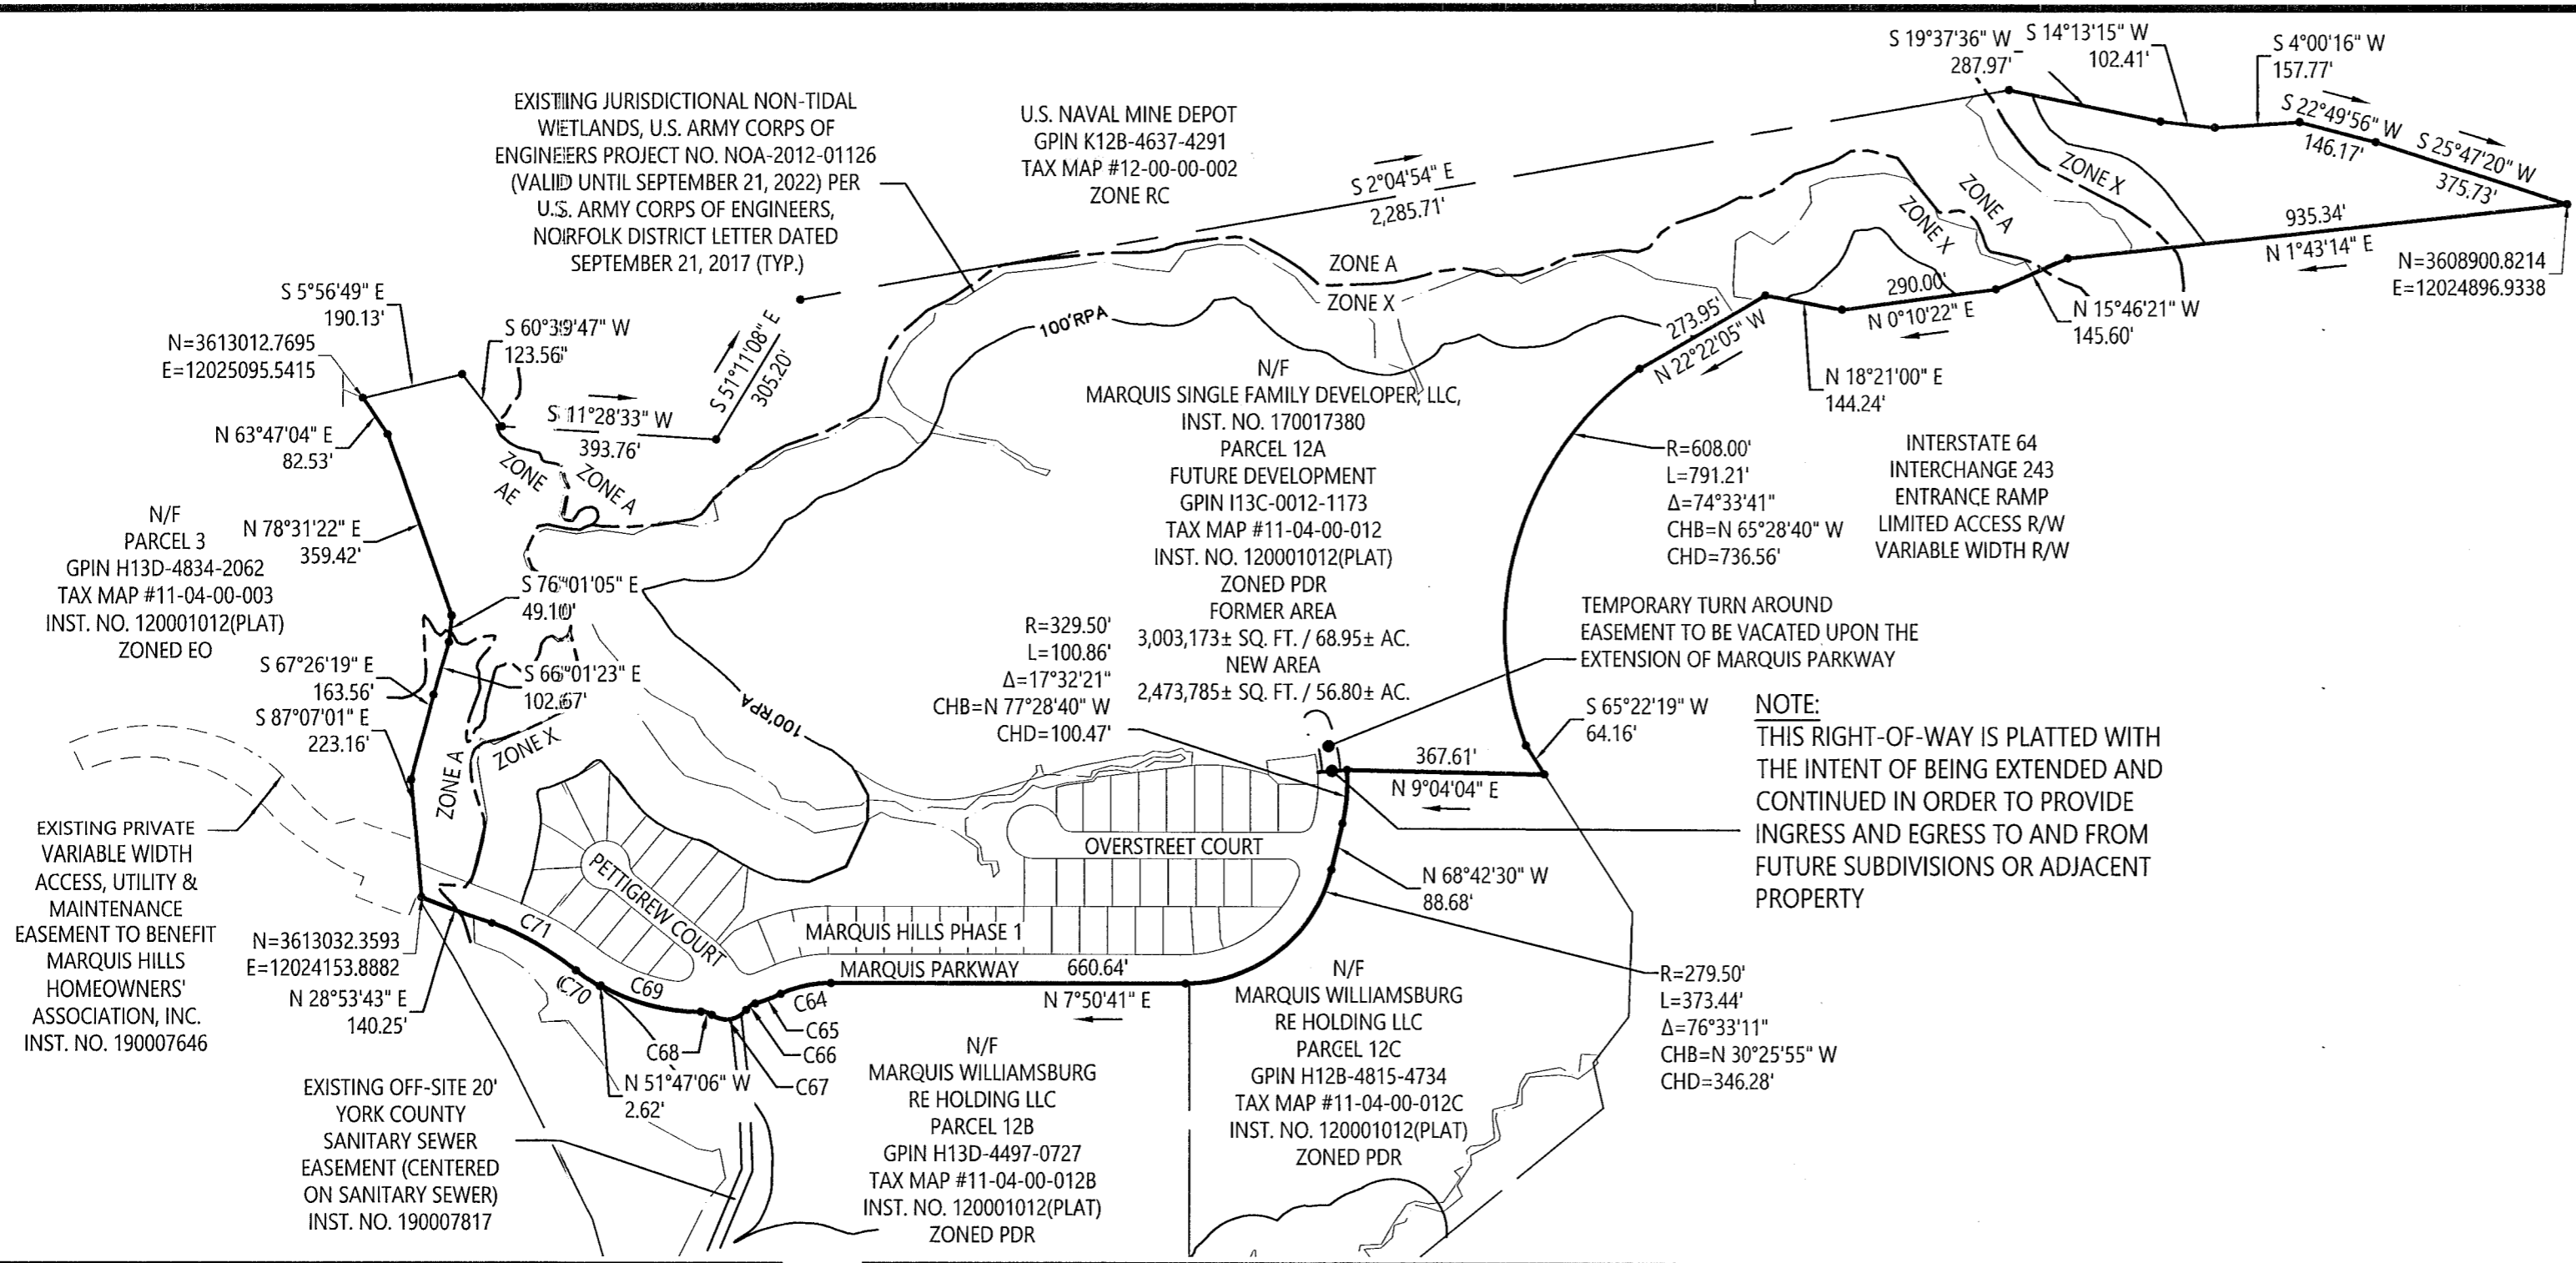 S 19°37'36" W
287.97'
S 14°13'15" W
102.41'
S 4°00'16" W
157.77'
S 22°49'56" W
146.17'
S 25°47'20" W
375.73'
EXISTING JURISDICTIONAL NON-TIDAL
WETLANDS, U.S. ARMY CORPS OF
ENGINEERS PROJECT NO. NOA-2012-01126
(VALID UNTIL SEPTEMBER 21, 2022) PER
U.S. ARMY CORPS OF ENGINEERS,
NORFOLK DISTRICT LETTER DATED
SEPTEMBER 21, 2017 (TYP.)
U.S. NAVAL MINE DEPOT
GPIN K12B-4637-4291
TAX MAP #12-00-00-002
ZONE RC
S 2°04'54" E
2,285.71'
ZONE X
ZONE A
ZONE X
935.34'
N 1°43'14" E
N=3608900.8214
E=12024896.9338
ZONE A
ZONE X
290.00'
N 0°10'22" E
N 15°46'21" W
145.60'
N 18°21'00" E
144.24'
273.95'
N 22°22'05" W
100'RPA
S 5°56'49" E
190.13'
N=3613012.7695
E=12025095.5415
S 60°39'47" W
123.56"
S 11°28'33" W
393.76'
S 51°11'08" E
305.20'
N 63°47'04" E
82.53'
ZONE
AE
ZONE A
N/F
PARCEL 3
GPIN H13D-4834-2062
TAX MAP #11-04-00-003
INST. NO. 120001012(PLAT)
ZONED EO
N 78°31'22" E
359.42'
S 76°01'05" E
49.10'
S 67°26'19" E
163.56'
S 66°01'23" E
102.67'
S 87°07'01" E
223.16'
N/F
MARQUIS SINGLE FAMILY DEVELOPER, LLC,
INST. NO. 170017380
PARCEL 12A
FUTURE DEVELOPMENT
GPIN I13C-0012-1173
TAX MAP #11-04-00-012
INST. NO. 120001012(PLAT)
ZONED PDR
FORMER AREA
3,003,173± SQ. FT. / 68.95± AC.
NEW AREA
2,473,785± SQ. FT. / 56.80± AC.
R=329.50'
L=100.86'
Δ=17°32'21"
CHB=N 77°28'40" W
CHD=100.47'
R=608.00'
L=791.21'
Δ=74°33'41"
CHB=N 65°28'40" W
CHD=736.56'
INTERSTATE 64
INTERCHANGE 243
ENTRANCE RAMP
LIMITED ACCESS R/W
VARIABLE WIDTH R/W
TEMPORARY TURN AROUND
EASEMENT TO BE VACATED UPON THE
EXTENSION OF MARQUIS PARKWAY
S 65°22'19" W
64.16'
NOTE:
THIS RIGHT-OF-WAY IS PLATTED WITH
THE INTENT OF BEING EXTENDED AND
CONTINUED IN ORDER TO PROVIDE
INGRESS AND EGRESS TO AND FROM
FUTURE SUBDIVISIONS OR ADJACENT
PROPERTY
367.61'
N 9°04'04" E
100'RPA
ZONE A
ZONE X
EXISTING PRIVATE
VARIABLE WIDTH
ACCESS, UTILITY &
MAINTENANCE
EASEMENT TO BENEFIT
MARQUIS HILLS
HOMEOWNERS'
ASSOCIATION, INC.
INST. NO. 190007646
OVERSTREET COURT
PETTIGREW COURT
N 68°42'30" W
88.68'
MARQUIS HILLS PHASE 1
MARQUIS PARKWAY
660.64'
N 7°50'41" E
N=3613032.3593
E=12024153.8882
N 28°53'43" E
140.25'
C71
C70
C69
C64
C65
C66
C67
C68
N 51°47'06" W
2.62'
R=279.50'
L=373.44'
Δ=76°33'11"
CHB=N 30°25'55" W
CHD=346.28'
N/F
MARQUIS WILLIAMSBURG
RE HOLDING LLC
PARCEL 12C
GPIN H12B-4815-4734
TAX MAP #11-04-00-012C
INST. NO. 120001012(PLAT)
ZONED PDR
N/F
MARQUIS WILLIAMSBURG
RE HOLDING LLC
PARCEL 12B
GPIN H13D-4497-0727
TAX MAP #11-04-00-012B
INST. NO. 120001012(PLAT)
ZONED PDR
EXISTING OFF-SITE 20'
YORK COUNTY
SANITARY SEWER
EASEMENT (CENTERED
ON SANITARY SEWER)
INST. NO. 190007817